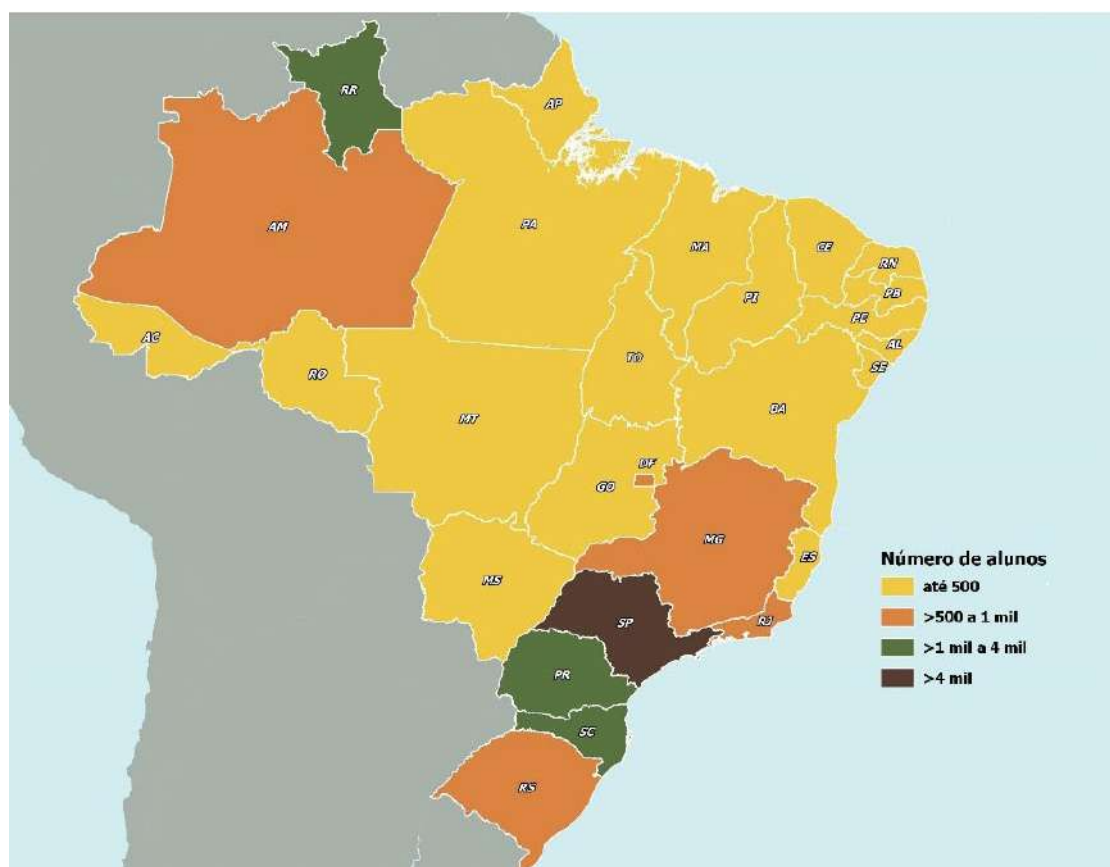 RR
AP
AM
PA
MA
CE
RN
PB
PI
PE
AL
SE
AC
TO
RO
BA
MT
DF
GO
MG
ES
MS
SP
RJ
PR
SC
RS
Número de alunos
até 500
>500 a 1 mil
>1 mil a 4 mil
>4 mil